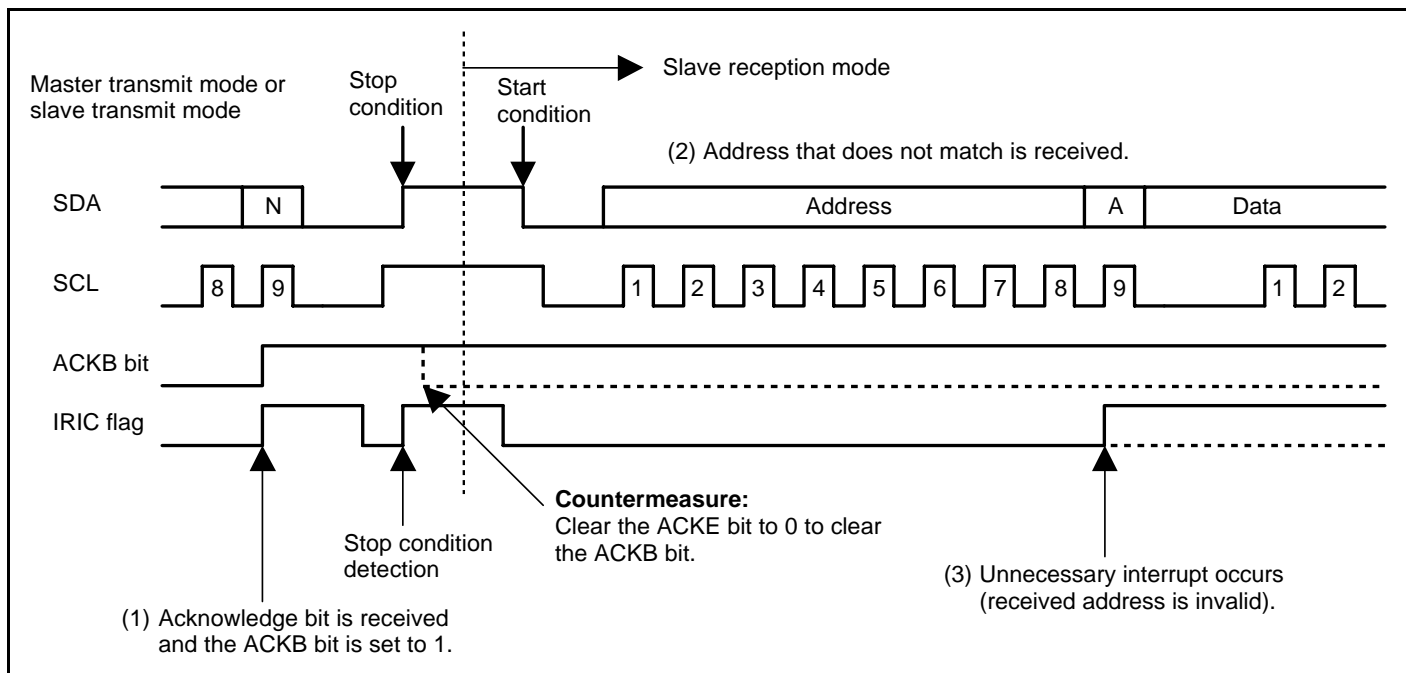 Master transmit mode or
slave transmit mode
Stop
condition
Start
condition
Slave reception mode
(2) Address that does not match is received.
SDA
N
Address
A
Data
SCL
8
9
1
2
3
4
5
6
7
8
9
1
2
ACKB bit
IRIC flag
Countermeasure:
Clear the ACKE bit to 0 to clear
the ACKB bit.
Stop condition
detection
(1) Acknowledge bit is received
and the ACKB bit is set to 1.
(3) Unnecessary interrupt occurs
(received address is invalid).